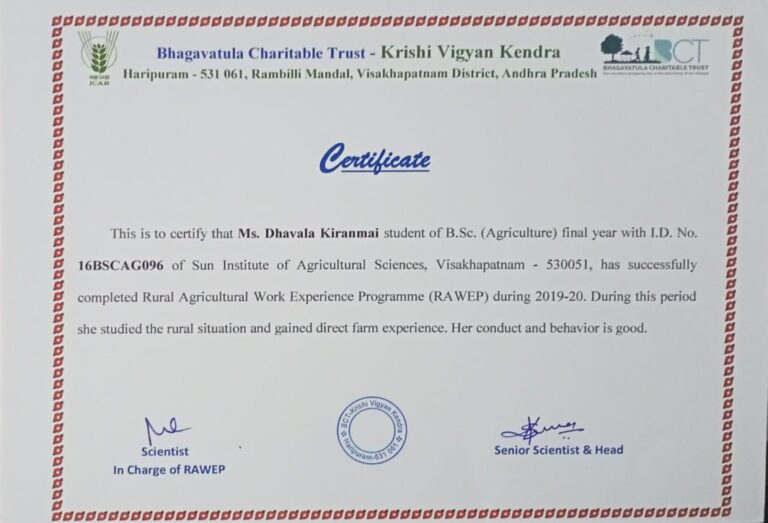 Bhagavatula Charitable Trust - Krishi Vigyan Kendra
Haripuram - 531 061, Rambilli Mandal, Visakhapatnam District, Andhra Pradesh
ICAR
BCT
BHAGAVATULA CHARITABLE TRUST
Certificate
This is to certify that Ms. Dhavala Kiranmai student of B.Sc. (Agriculture) final year with I.D. No.
16BSCAG096 of Sun Institute of Agricultural Sciences, Visakhapatnam - 530051, has successfully
completed Rural Agricultural Work Experience Programme (RAWEP) during 2019-20. During this period
she studied the rural situation and gained direct farm experience. Her conduct and behavior is good.
BCT-Krishi Vigyan Kendra
Haripuram-531 061
Scientist
In Charge of RAWEP
Senior Scientist & Head